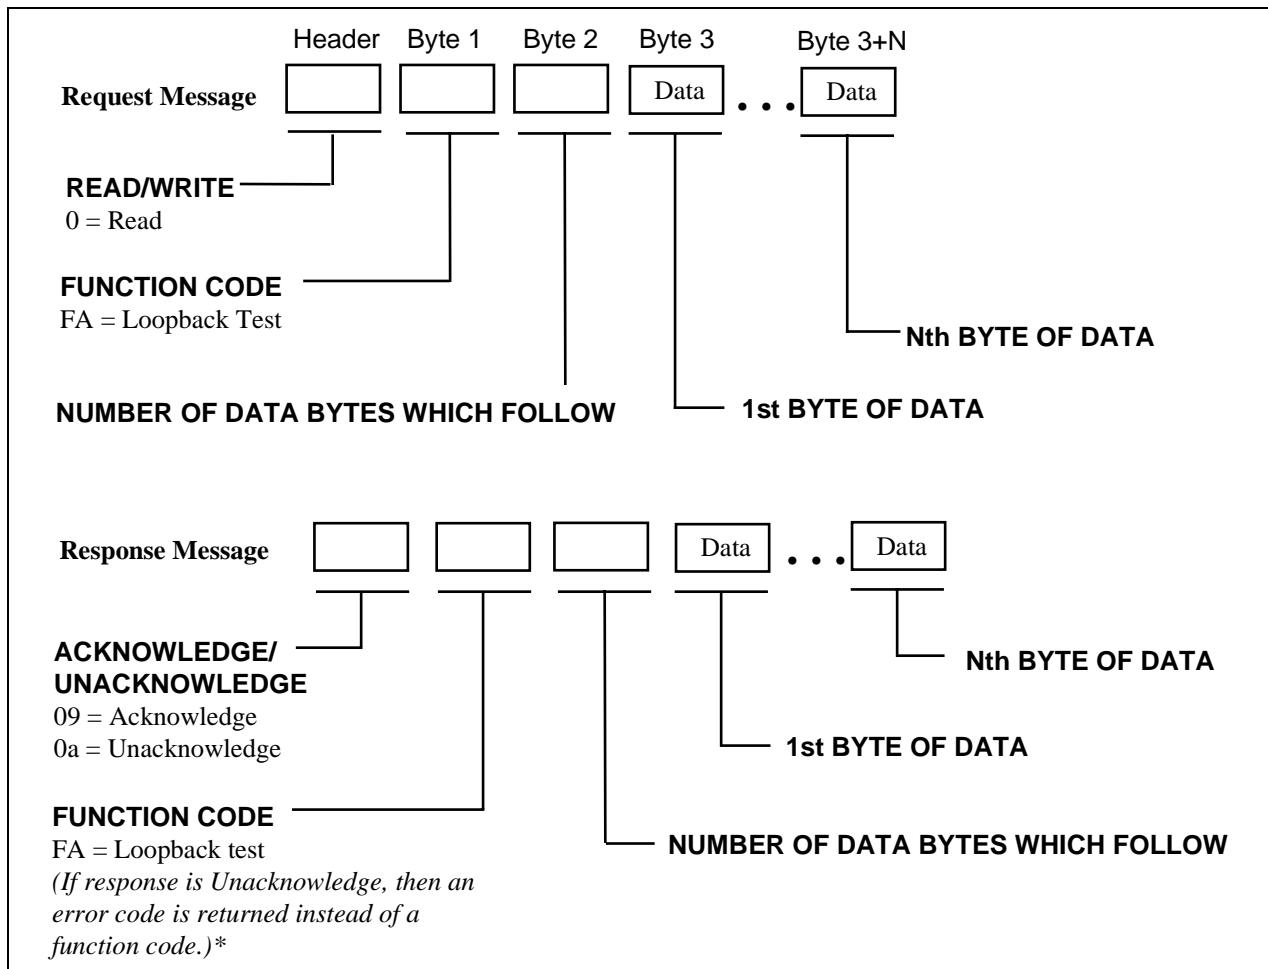 Header Byte 1 Byte 2 Byte 3 Byte 3+N
Request Message Data . . . Data
READ/WRITE
0 = Read
FUNCTION CODE
FA = Loopback Test
Nth BYTE OF DATA
NUMBER OF DATA BYTES WHICH FOLLOW
1st BYTE OF DATA
Response Message Data . . . Data
ACKNOWLEDGE/
UNACKNOWLEDGE
09 = Acknowledge
0a = Unacknowledge
Nth BYTE OF DATA
1st BYTE OF DATA
FUNCTION CODE
FA = Loopback test
(If response is Unacknowledge, then an
error code is returned instead of a
function code.)*
NUMBER OF DATA BYTES WHICH FOLLOW